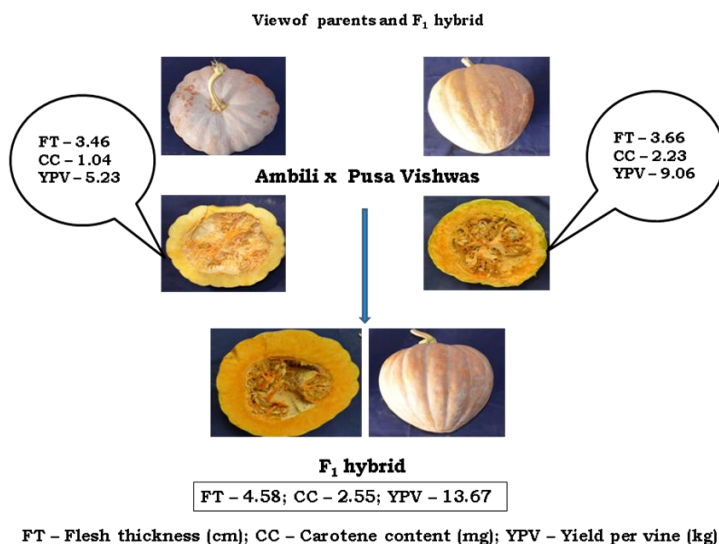 Viewof parents and F₁ hybrid
FT – 3.46
CC – 1.04
YPV – 5.23
FT – 3.66
CC – 2.23
YPV – 9.06
Ambili x Pusa Vishwas
F₁ hybrid
FT – 4.58; CC – 2.55; YPV – 13.67
FT – Flesh thickness (cm); CC – Carotene content (mg); YPV – Yield per vine (kg)